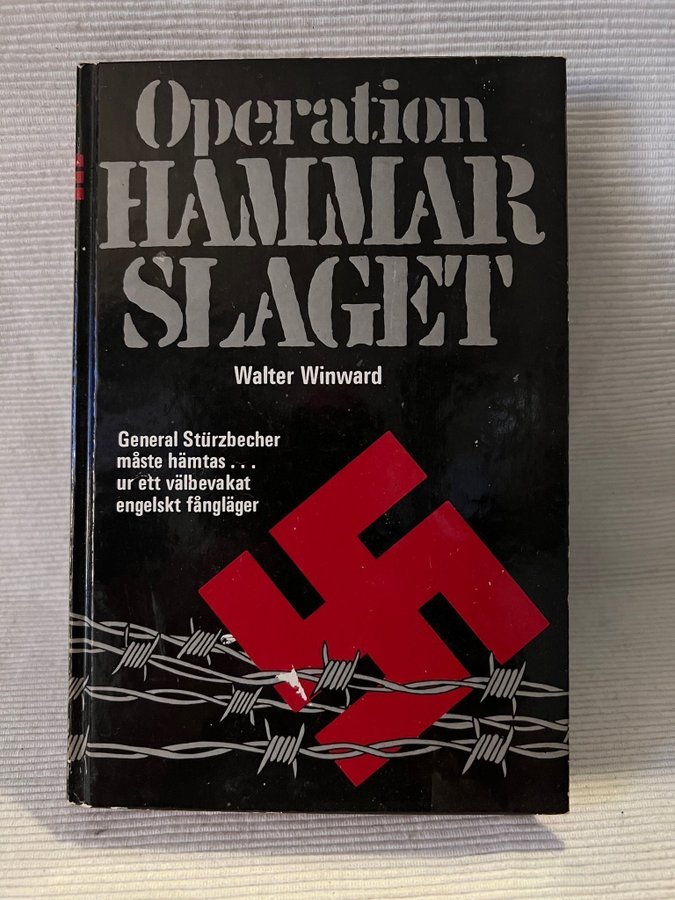 Operation
HAMMAR
SLAGET
Walter Winward
General Stürzbecher
måste hämtas . . .
ur ett välbevakat
engelskt fångläger